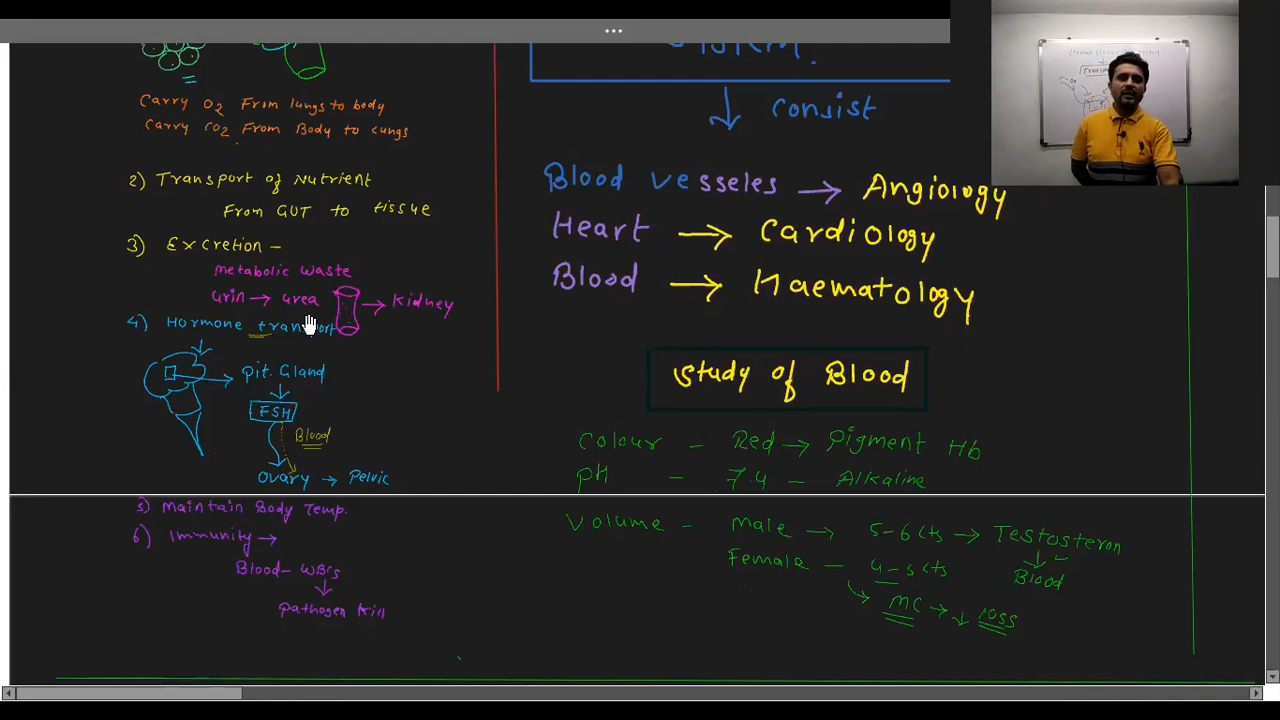 Carry O2 From lungs to body
Carry CO2 From Body to lungs
2) Transport of Nutrient
From GUT to tissue
3) Excretion -
metabolic waste
urin → urea → kidney
4) Hormone transport
pit. Gland
FSH
Blood
ovary → Pelvic
5) Maintain Body Temp.
6) Immunity →
Blood - WBCs
pathogen kill
System.
consist
Blood vesseles → Angiology
Heart → Cardiology
Blood → Haematology
Study of Blood
Colour - Red → Pigment Hb
pH - 7.4 - Alkaline
Volume - Male → 5-6 Lts → Testosteron
Blood
Female - 4-5 Lts
MC → ↓ loss